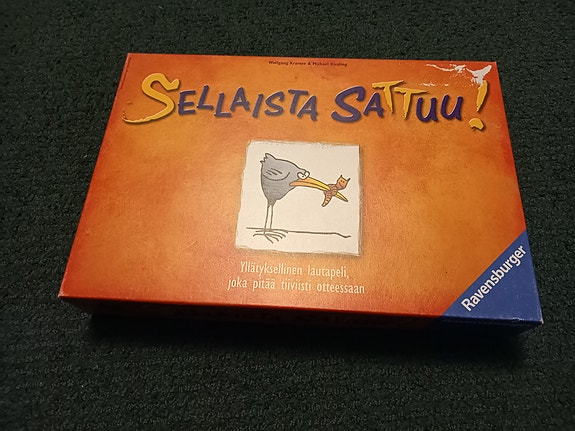 Wolfgang Kramer & Michael Kiesling
SELLAISTA SATTUU!
Yllätyksellinen lautapeli,
joka pitää tiiviisti otteessaan
Ravensburger